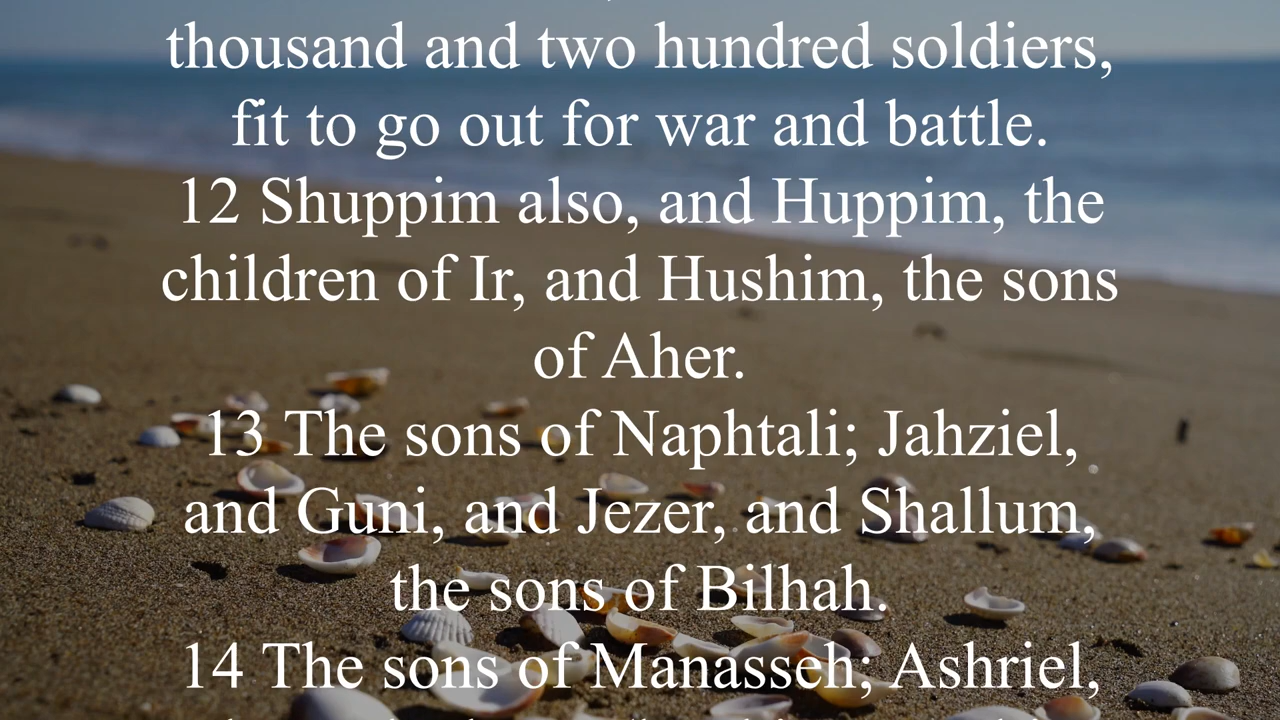 thousand and two hundred soldiers,
fit to go out for war and battle.
12 Shuppim also, and Huppim, the
children of Ir, and Hushim, the sons
of Aher.
13 The sons of Naphtali; Jahziel,
and Guni, and Jezer, and Shallum,
the sons of Bilhah.
14 The sons of Manasseh; Ashriel,